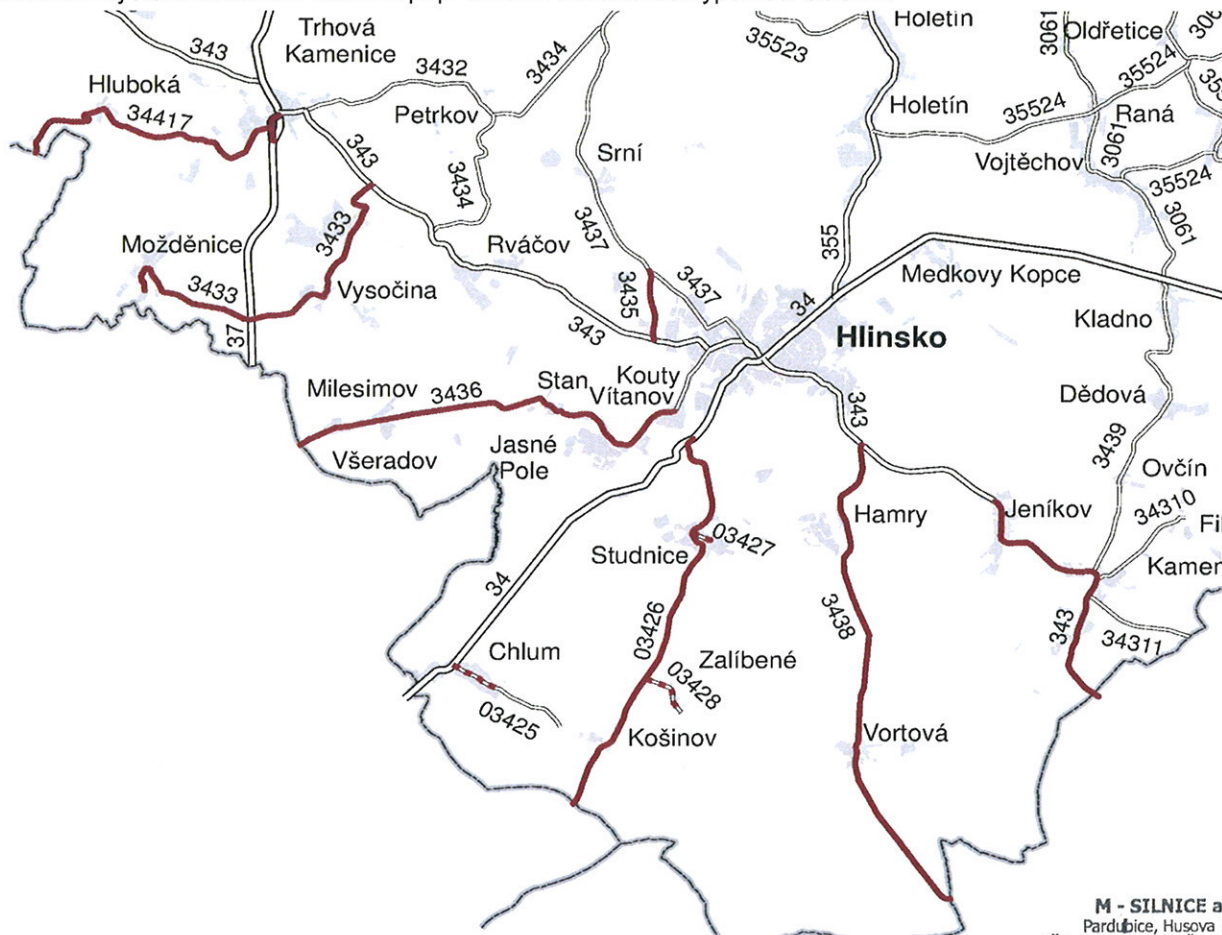 Trhová
Kamenice
343
Hluboká
34417
3432
Petrkov
3434
3434
343
Srní
3437
35523
Holetín
Holetín
3061
Oldřetice
35524
35524
Raná
3061
Vojtěchov
35524
3061
Možděnice
3433
3433
Vysočina
37
Rváčov
3435
3437
343
355
34
Medkovy Kopce
Kladno
Hlinsko
Milesimov
3436
Stan
Kouty
Vítanov
Všeradov
Jasné
Pole
343
Dědová
3439
Ovčín
34310
Hamry
Jeníkov
Studnice
03427
34
03426
3438
343
34311
Chlum
03425
Zalíbené
03428
Košinov
Vortová
M - SILNICE a
Pardubice, Husova